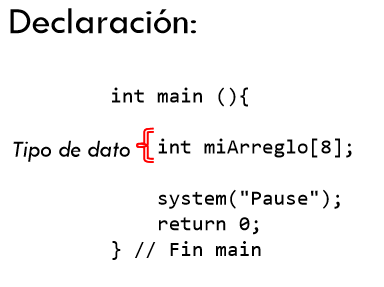 Declaración:
int main (){
Tipo de dato int miArreglo[8];
system("Pause");
return 0;
} // Fin main